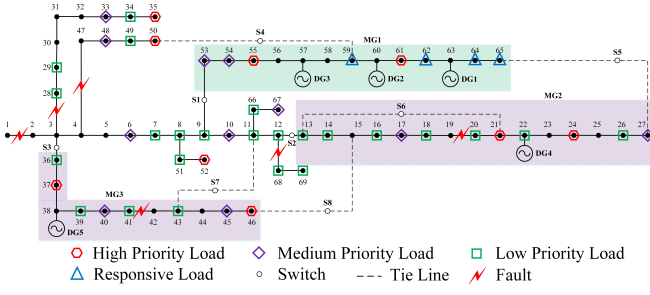 31 32 33 34 35
47 48 49 50 S4 MG1 S5
53 54 55 56 57 58 59 60 61 62 63 64 65
30
DG3 DG2 DG1
29
28 S1 66 67 S6 MG2
1 2 3 4 5 6 7 8 9 10 11 12 13 14 15 16 17 18 19 20 21 22 23 24 25 26 27
S3 S2
36 51 52 DG4
37 68 69
MG3 S7
38 S8
39 40 41 42 43 44 45 46
DG5
High Priority Load Medium Priority Load Low Priority Load
Responsive Load Switch Tie Line Fault